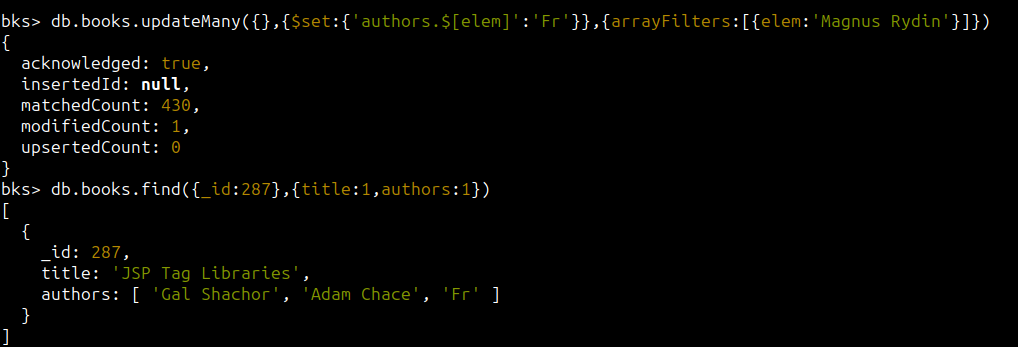 bks> db.books.updateMany({},{$set:{'authors.$[elem]':'Fr'}},{arrayFilters:[{elem:'Magnus Rydin'}]})
{
  acknowledged: true,
  insertedId: null,
  matchedCount: 430,
  modifiedCount: 1,
  upsertedCount: 0
}
bks> db.books.find({_id:287},{title:1,authors:1})
[
  {
    _id: 287,
    title: 'JSP Tag Libraries',
    authors: [ 'Gal Shachor', 'Adam Chace', 'Fr' ]
  }
]